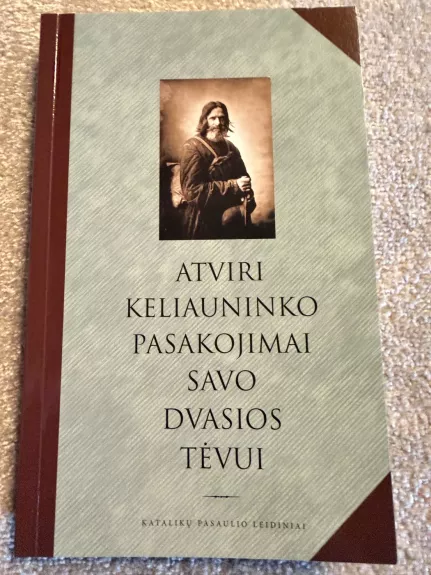 ATVIRI
KELIAUNINKO
PASAKOJIMAI
SAVO
DVASIOS
TĖVUI
KATALIKŲ PASAULIO LEIDINIAI